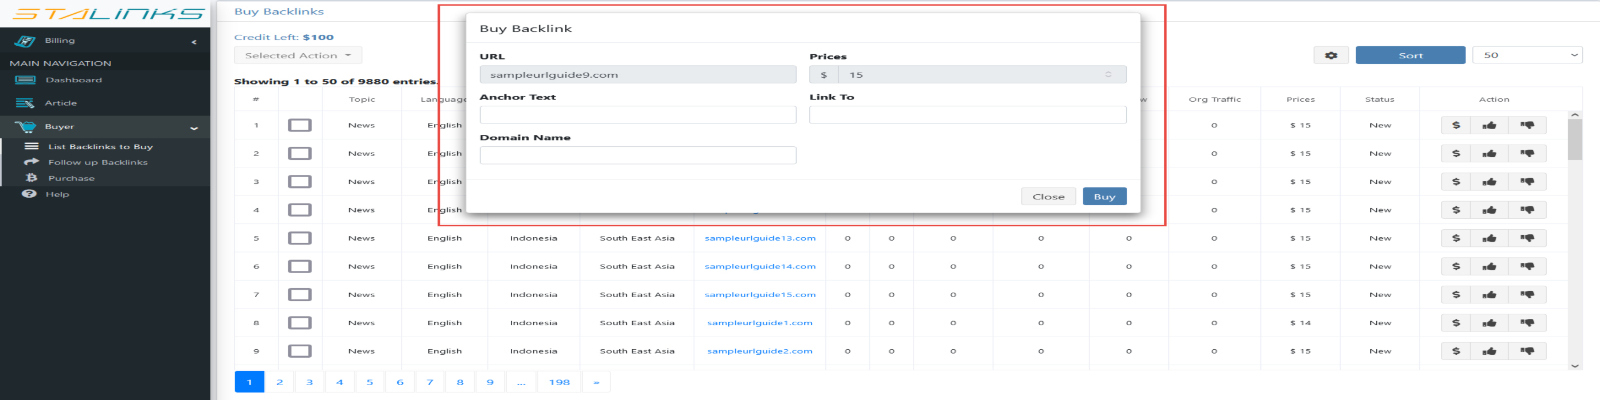 STALINKS
Billing
MAIN NAVIGATION
Dashboard
Article
Buyer
List Backlinks to Buy
Follow up Backlinks
Purchase
Help
Buy Backlinks
Credit Left: $100
Selected Action
Sort
50
Showing 1 to 50 of 9880 entries.
Buy Backlink
URL
Prices
sampleurlguide9.com
$ 15
Anchor Text
Link To
Domain Name
Close Buy
# Topic Language w Org Traffic Prices Status Action
1 News English 0 $ 15 New $
2 News English 0 $ 15 New $
3 News English 0 $ 15 New $
4 News English 0 $ 15 New $
5 News English Indonesia South East Asia sampleurlguide13.com 0 0 0 0 0 0 $ 15 New $
6 News English Indonesia South East Asia sampleurlguide14.com 0 0 0 0 0 0 $ 15 New $
7 News English Indonesia South East Asia sampleurlguide15.com 0 0 0 0 0 0 $ 15 New $
8 News English Indonesia South East Asia sampleurlguide1.com 0 0 0 0 0 0 $ 14 New $
9 News English Indonesia South East Asia sampleurlguide2.com 0 0 0 0 0 0 $ 15 New $
1 2 3 4 5 6 7 8 9 ... 198 »